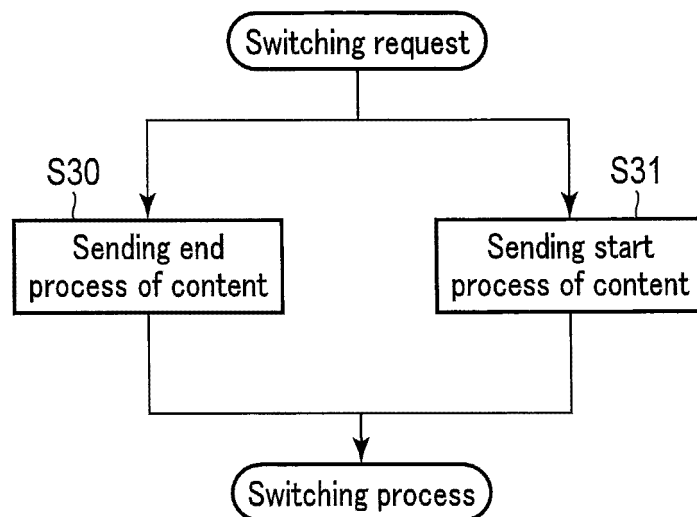 Switching request
S30
Sending end
process of content
S31
Sending start
process of content
Switching process